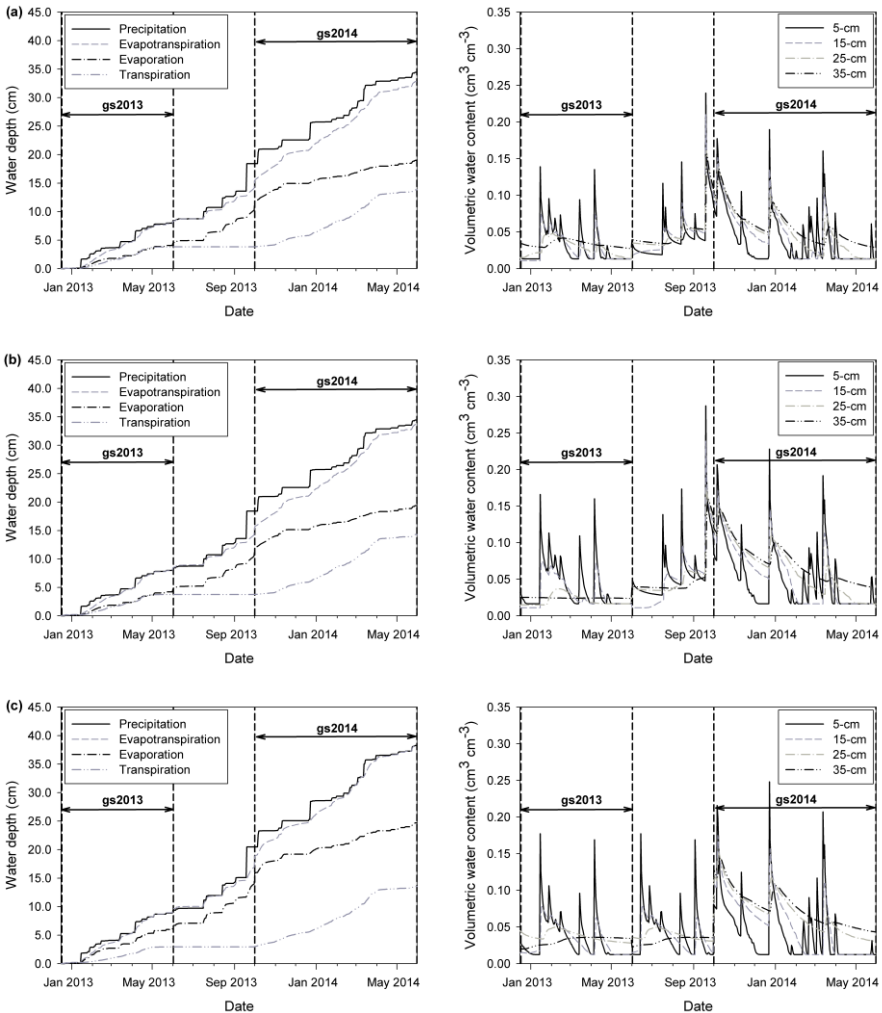 (a)
45.0
40.0
35.0
30.0
25.0
20.0
15.0
10.0
5.0
0.0
Water depth (cm)
Precipitation
Evapotranspiration
Evaporation
Transpiration
gs2013
gs2014
Jan 2013
May 2013
Sep 2013
Jan 2014
May 2014
Date
0.35
0.30
0.25
0.20
0.15
0.10
0.05
0.00
Volumetric water content (cm³ cm⁻³)
5-cm
15-cm
25-cm
35-cm
gs2013
gs2014
Jan 2013
May 2013
Sep 2013
Jan 2014
May 2014
Date
(b)
45.0
40.0
35.0
30.0
25.0
20.0
15.0
10.0
5.0
0.0
Water depth (cm)
Precipitation
Evapotranspiration
Evaporation
Transpiration
gs2013
gs2014
Jan 2013
May 2013
Sep 2013
Jan 2014
May 2014
Date
0.35
0.30
0.25
0.20
0.15
0.10
0.05
0.00
Volumetric water content (cm³ cm⁻³)
5-cm
15-cm
25-cm
35-cm
gs2013
gs2014
Jan 2013
May 2013
Sep 2013
Jan 2014
May 2014
Date
(c)
45.0
40.0
35.0
30.0
25.0
20.0
15.0
10.0
5.0
0.0
Water depth (cm)
Precipitation
Evapotranspiration
Evaporation
Transpiration
gs2013
gs2014
Jan 2013
May 2013
Sep 2013
Jan 2014
May 2014
Date
0.35
0.30
0.25
0.20
0.15
0.10
0.05
0.00
Volumetric water content (cm³ cm⁻³)
5-cm
15-cm
25-cm
35-cm
gs2013
gs2014
Jan 2013
May 2013
Sep 2013
Jan 2014
May 2014
Date